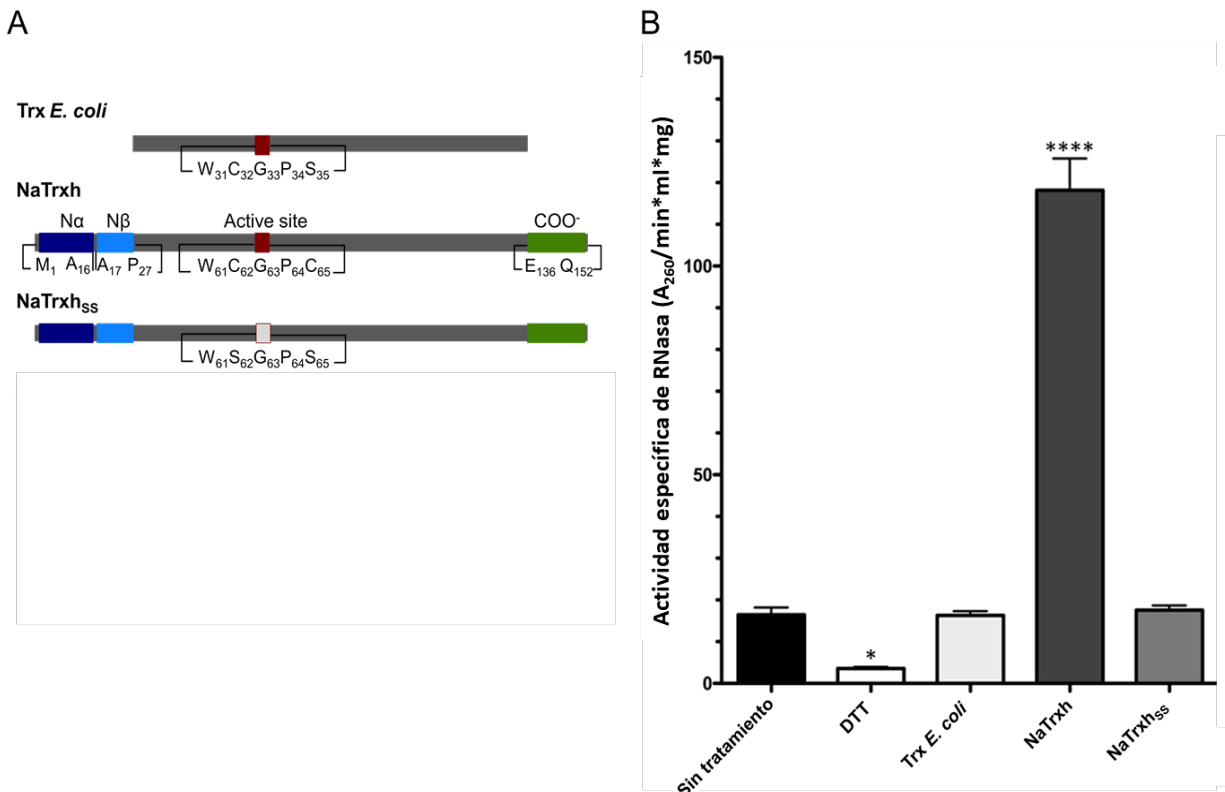 A
Trx E. coli
W31C32G33P34S35
NaTrxh
Nα Nβ Active site COO-
M1 A16 A17 P27 W61C62G63P64C65 E136 Q152
NaTrxhSS
W61S62G63P64S65
B
Actividad específica de RNasa (A260/min*ml*mg)
150
100
50
0
*
****
Sin tratamiento
DTT
Trx E. coli
NaTrxh
NaTrxhSS